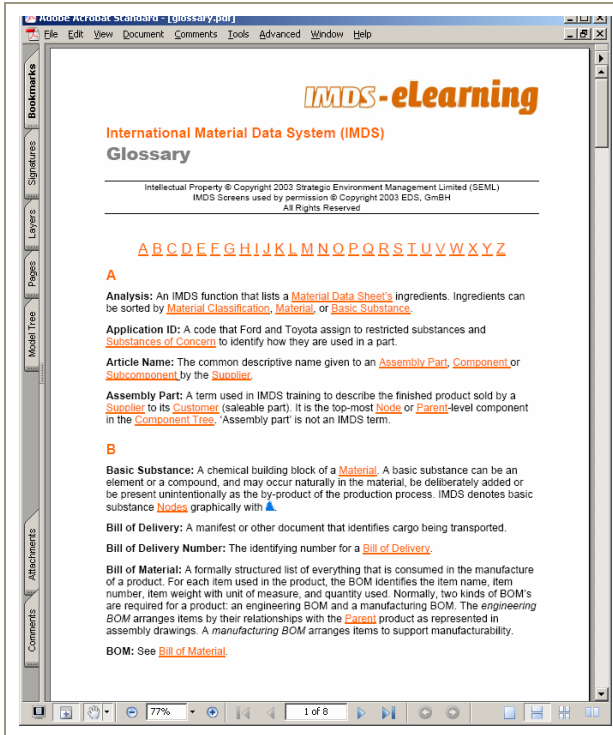 Adobe Acrobat Standard - [glossary.pdf]
File Edit View Document Comments Tools Advanced Window Help
Bookmarks
Signatures
Layers
Pages
Model Tree
Attachments
Comments
IMDS-eLearning
International Material Data System (IMDS)
Glossary
Intellectual Property © Copyright 2003 Strategic Environment Management Limited (SEML)
IMDS Screens used by permission © Copyright 2003 EDS, GmBH
All Rights Reserved
A B C D E F G H I J K L M N O P Q R S T U V W X Y Z
A
Analysis: An IMDS function that lists a Material Data Sheet's ingredients. Ingredients can
be sorted by Material Classification, Material, or Basic Substance.
Application ID: A code that Ford and Toyota assign to restricted substances and
Substances of Concern to identify how they are used in a part.
Article Name: The common descriptive name given to an Assembly Part, Component or
Subcomponent by the Supplier.
Assembly Part: A term used in IMDS training to describe the finished product sold by a
Supplier to its Customer (saleable part). It is the top-most Node or Parent-level component
in the Component Tree. 'Assembly part' is not an IMDS term.
B
Basic Substance: A chemical building block of a Material. A basic substance can be an
element or a compound, and may occur naturally in the material, be deliberately added or
be present unintentionally as the by-product of the production process. IMDS denotes basic
substance Nodes graphically with .
Bill of Delivery: A manifest or other document that identifies cargo being transported.
Bill of Delivery Number: The identifying number for a Bill of Delivery.
Bill of Material: A formally structured list of everything that is consumed in the manufacture
of a product. For each item used in the product, the BOM identifies the item name, item
number, item weight with unit of measure, and quantity used. Normally, two kinds of BOM's
are required for a product: an engineering BOM and a manufacturing BOM. The engineering
BOM arranges items by their relationships with the Parent product as represented in
assembly drawings. A manufacturing BOM arranges items to support manufacturability.
BOM: See Bill of Material.
77%
1 of 8